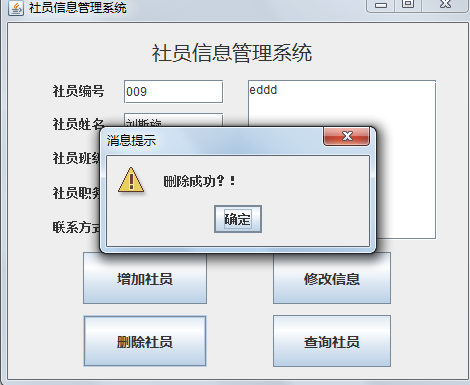 社员信息管理系统
社员信息管理系统
社员编号 009
eddd
社员姓名
社员班
消息提示
删除成功?!
社员职务
联系方式
确定
增加社员
修改信息
删除社员
查询社员